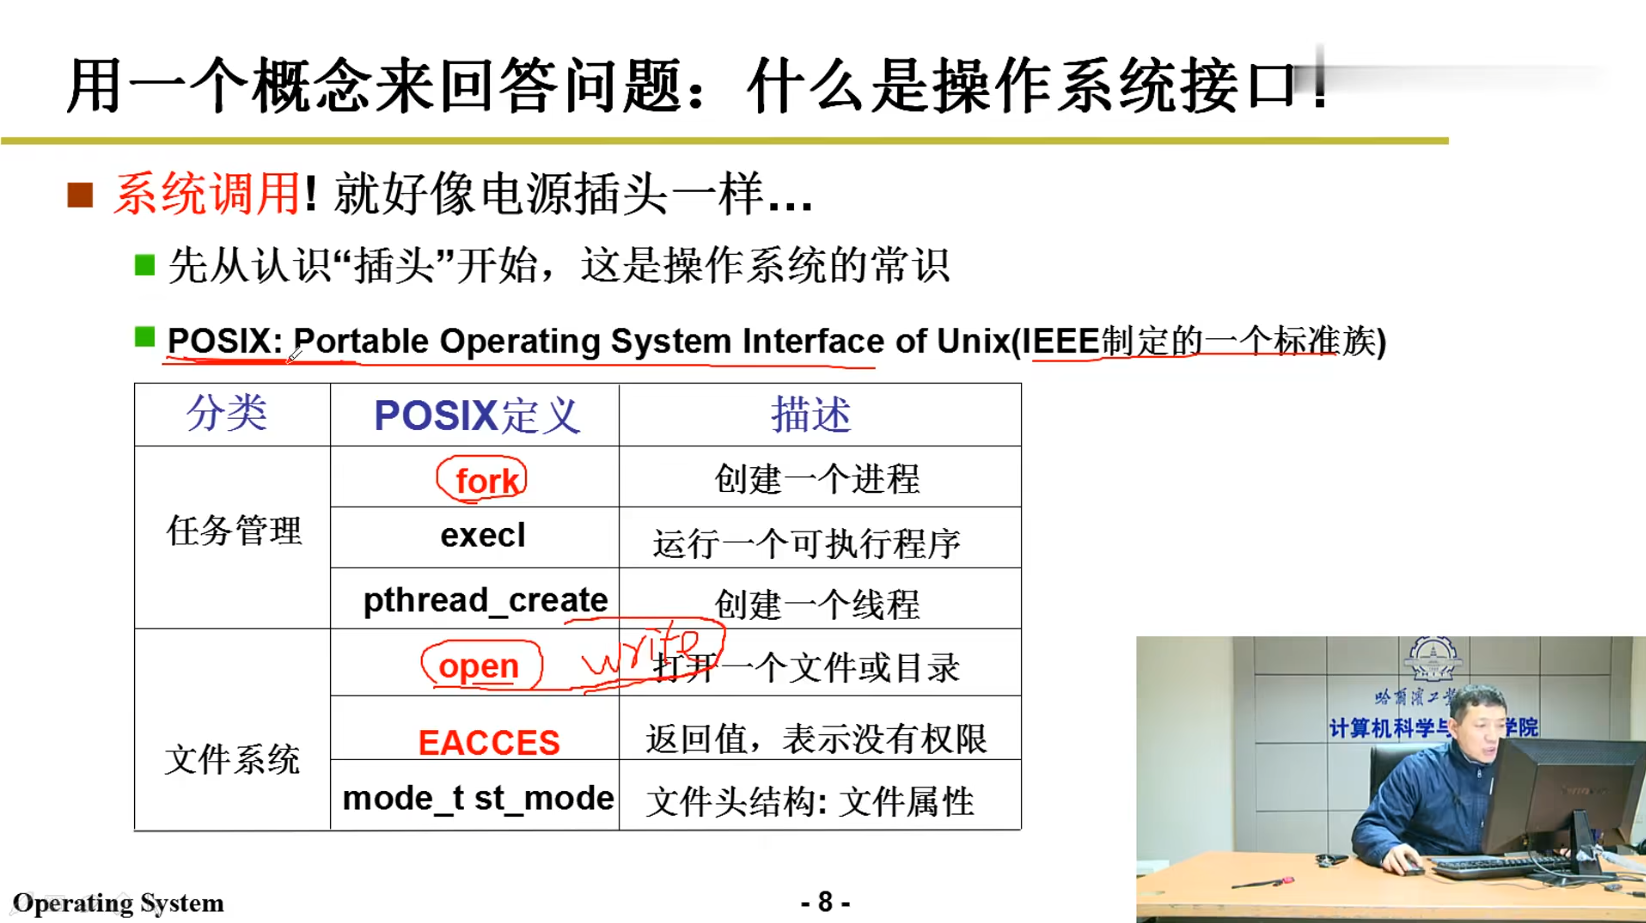 用一个概念来回答问题：什么是操作系统接口！
系统调用！就好像电源插头一样…
先从认识“插头”开始，这是操作系统的常识
POSIX: Portable Operating System Interface of Unix(IEEE制定的一个标准族)
分类 POSIX定义 描述
任务管理
fork 创建一个进程
execl 运行一个可执行程序
pthread_create 创建一个线程
文件系统
open write 打开一个文件或目录
EACCES 返回值，表示没有权限
mode_t st_mode 文件头结构: 文件属性
哈尔滨工业
计算机科学与
学院
Operating System
- 8 -